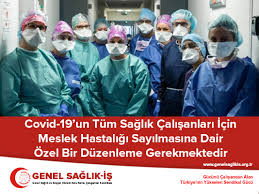 Covid-19'un Tüm Sağlık Çalışanları İçin
Meslek Hastalığı Sayılmasına Dair
Özel Bir Düzenleme Gerekmektedir
www.genelsaglikis.org.tr
GENEL SAĞLIK-İŞ
Gücünü Çalışandan Alan
Türkiye'nin Yükselen Sendikal Gücü